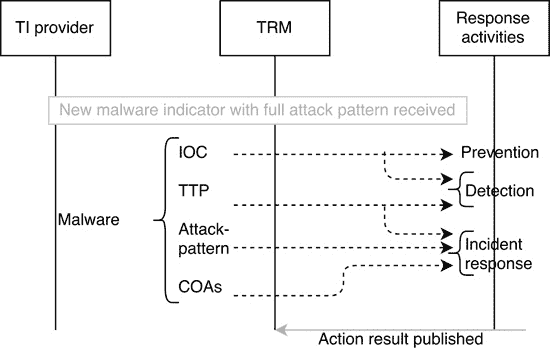 TI provider
TRM
Response
activities
New malware indicator with full attack pattern received
IOC
Prevention
TTP
Detection
Malware
Attack-
pattern
Incident
response
COAs
Action result published